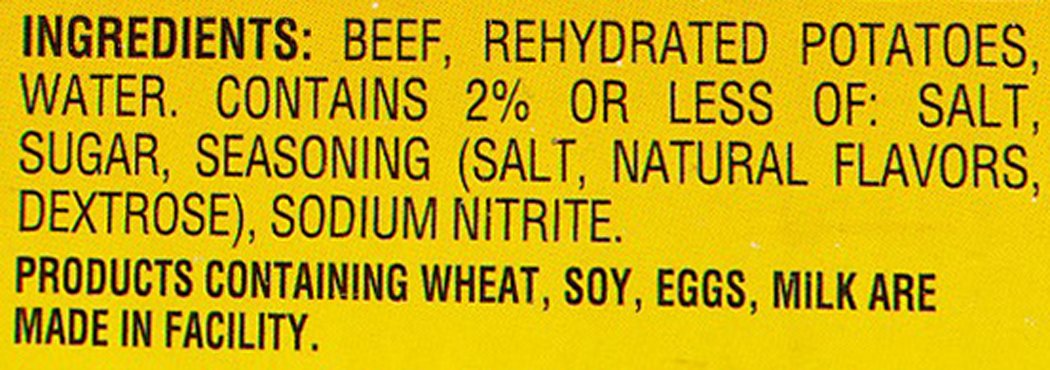 INGREDIENTS: BEEF, REHYDRATED POTATOES,
WATER. CONTAINS 2% OR LESS OF: SALT,
SUGAR, SEASONING (SALT, NATURAL FLAVORS,
DEXTROSE), SODIUM NITRITE.
PRODUCTS CONTAINING WHEAT, SOY, EGGS, MILK ARE
MADE IN FACILITY.